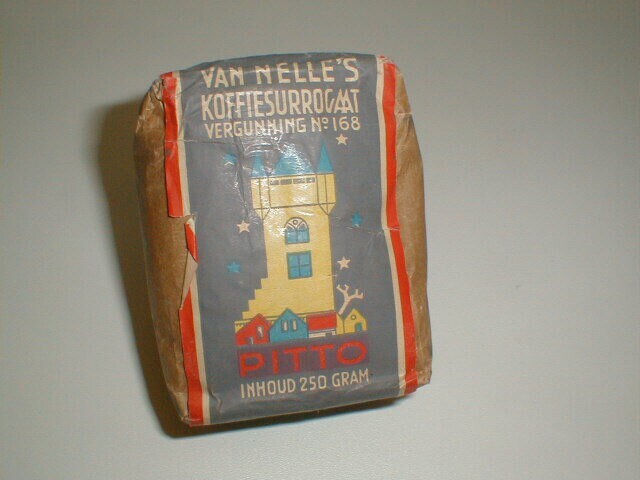 VAN NELLE'S
KOFFIESURROGAAT
VERGUNNING No 168
PITTO
INHOUD 250 GRAM